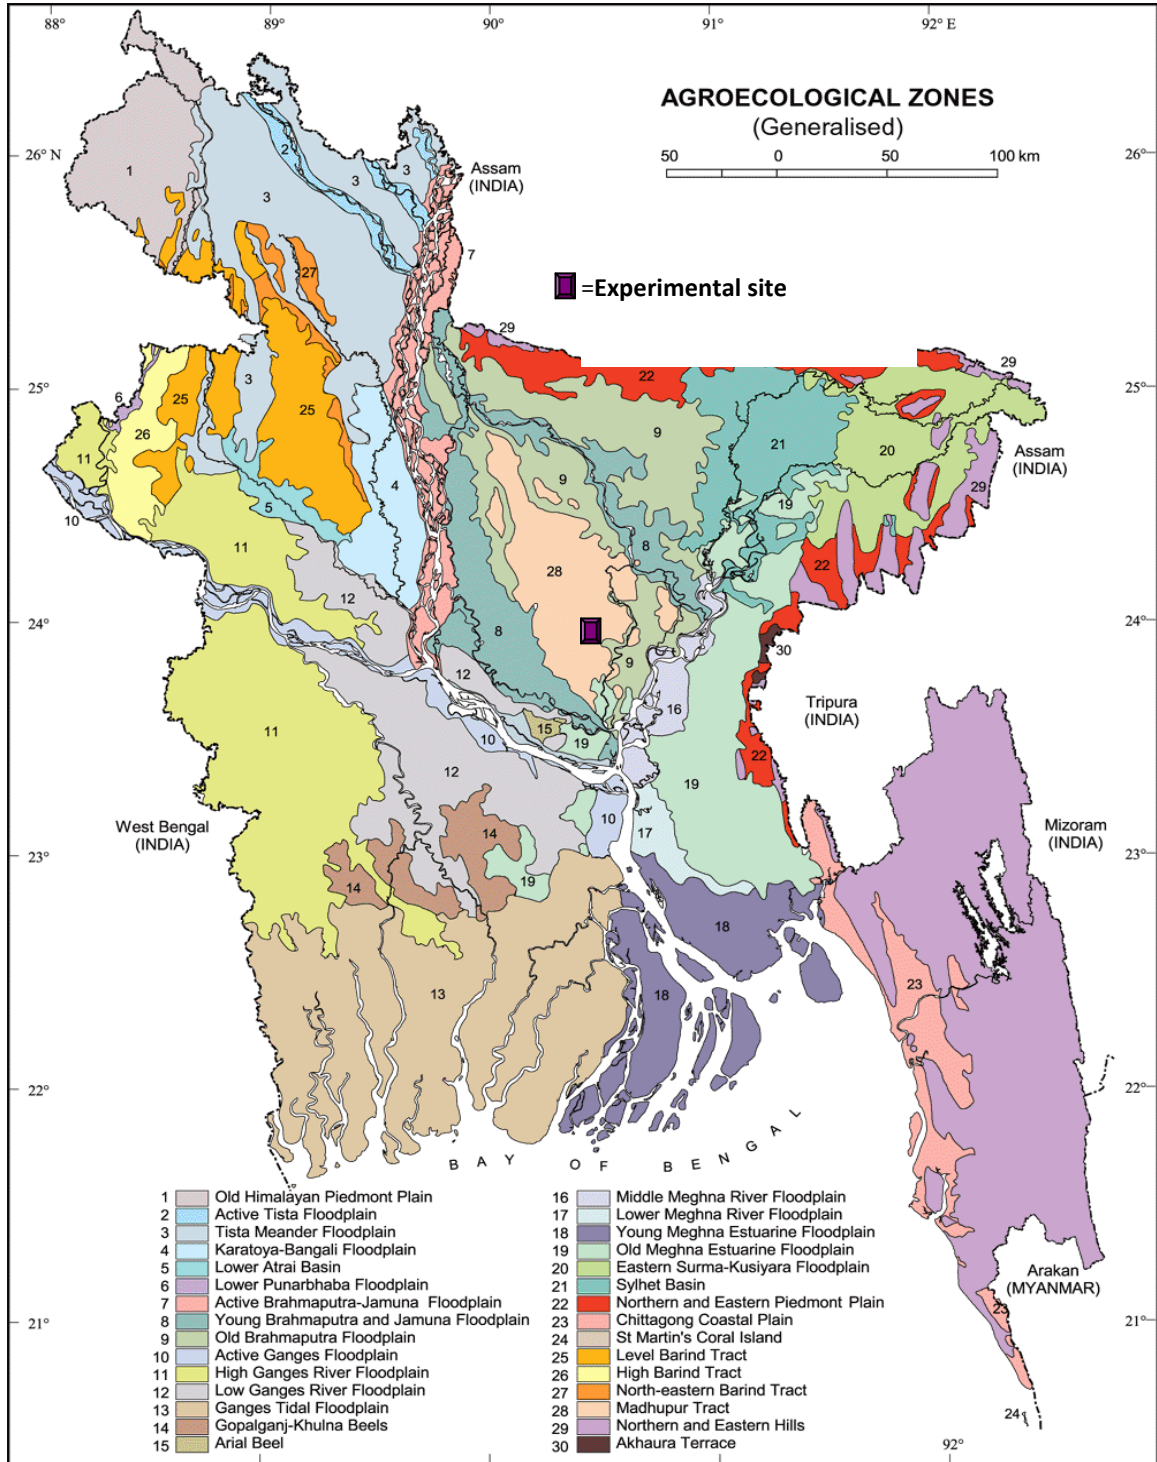 88°
89°
90°
91°
92° E
AGROECOLOGICAL ZONES
(Generalised)
50
0
50
100 km
26° N
26°
Assam
(INDIA)
1
2
3
3
3
3
7
27
=Experimental site
29
29
22
25°
25°
3
6
25
25
26
9
21
20
Assam
(INDIA)
11
4
9
29
10
5
19
11
8
28
22
12
24°
24°
8
30
12
9
16
Tripura
(INDIA)
11
15
19
10
12
22
19
West Bengal
(INDIA)
14
10
17
Mizoram
(INDIA)
23°
23°
14
19
18
13
18
23
22°
22°
BAY OF BENGAL
Arakan
(MYANMAR)
23
21°
21°
24
92°
1 Old Himalayan Piedmont Plain
2 Active Tista Floodplain
3 Tista Meander Floodplain
4 Karatoya-Bangali Floodplain
5 Lower Atrai Basin
6 Lower Punarbhaba Floodplain
7 Active Brahmaputra-Jamuna Floodplain
8 Young Brahmaputra and Jamuna Floodplain
9 Old Brahmaputra Floodplain
10 Active Ganges Floodplain
11 High Ganges River Floodplain
12 Low Ganges River Floodplain
13 Ganges Tidal Floodplain
14 Gopalganj-Khulna Beels
15 Arial Beel
16 Middle Meghna River Floodplain
17 Lower Meghna River Floodplain
18 Young Meghna Estuarine Floodplain
19 Old Meghna Estuarine Floodplain
20 Eastern Surma-Kusiyara Floodplain
21 Sylhet Basin
22 Northern and Eastern Piedmont Plain
23 Chittagong Coastal Plain
24 St Martin's Coral Island
25 Level Barind Tract
26 High Barind Tract
27 North-eastern Barind Tract
28 Madhupur Tract
29 Northern and Eastern Hills
30 Akhaura Terrace